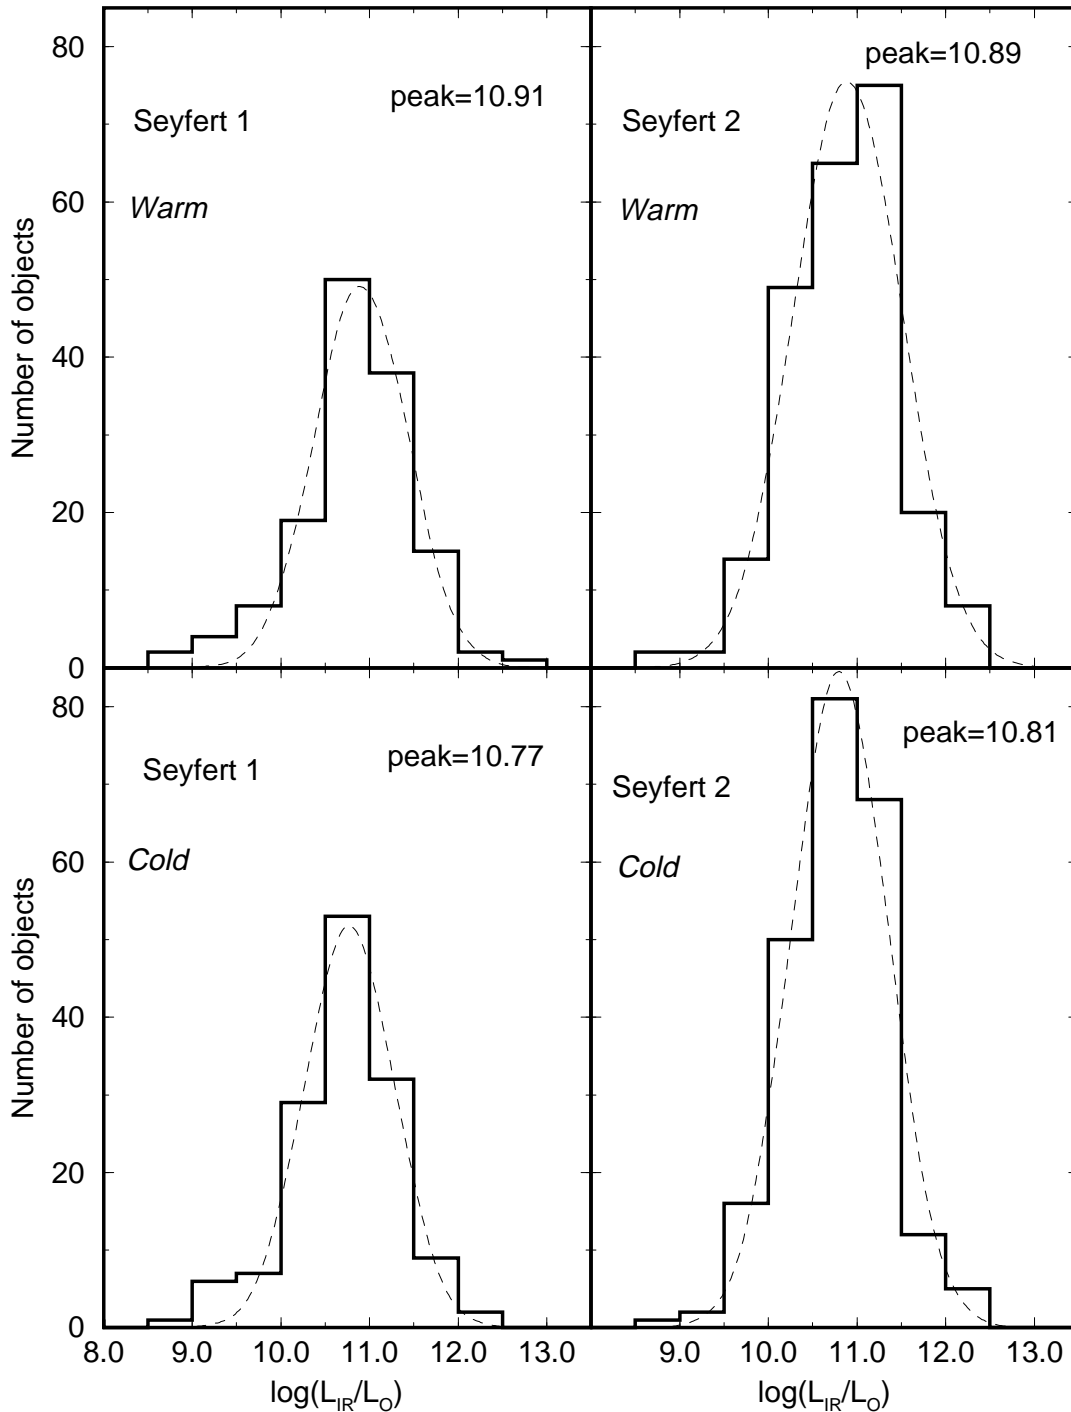 80
60
40
20
0
Number of objects
Seyfert 1
Warm
peak=10.91
Seyfert 2
Warm
peak=10.89
80
60
40
20
0
Number of objects
Seyfert 1
Cold
peak=10.77
Seyfert 2
Cold
peak=10.81
8.0 9.0 10.0 11.0 12.0 13.0
9.0 10.0 11.0 12.0 13.0
log(L_IR/L_O)
log(L_IR/L_O)